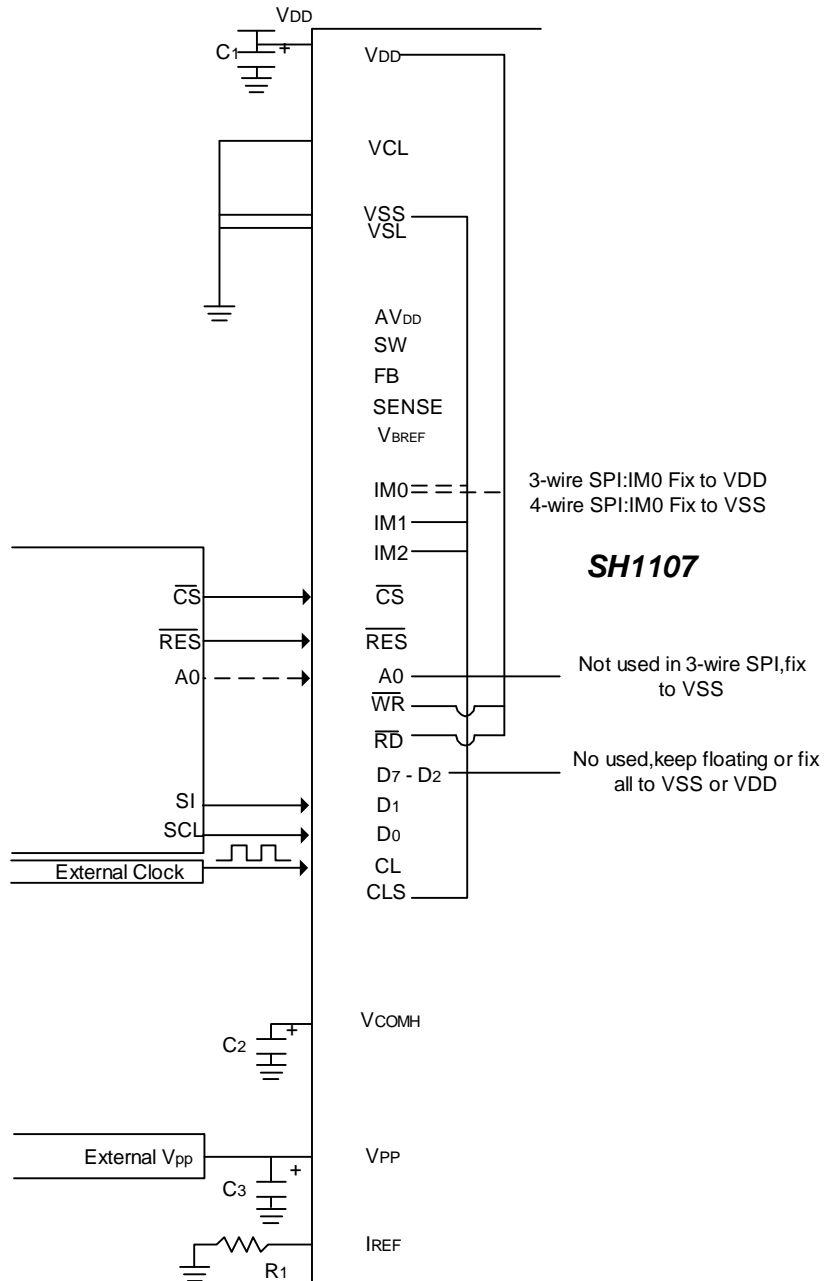 VDD
C1
+
VDD
VCL
VSS
VSL
AVDD
SW
FB
SENSE
VBREF
IM0
3-wire SPI:IM0 Fix to VDD
4-wire SPI:IM0 Fix to VSS
IM1
IM2
SH1107
CS
CS
RES
RES
A0
A0
Not used in 3-wire SPI,fix
to VSS
WR
RD
D7 - D2
No used,keep floating or fix
all to VSS or VDD
SI
D1
SCL
D0
External Clock
CL
CLS
VCOMH
+
C2
External Vpp
VPP
+
C3
IREF
R1